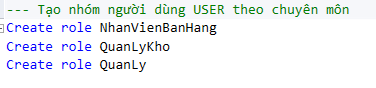 --- Tạo nhóm người dùng USER theo chuyên môn
Create role NhanVienBanHang
Create role QuanLyKho
Create role QuanLy